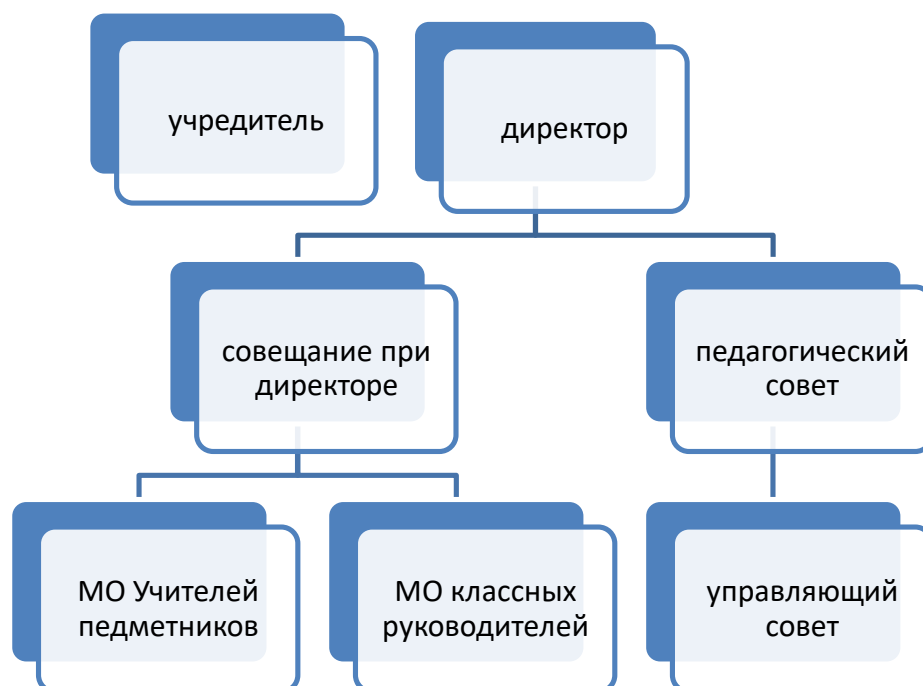 учредитель
директор
совещание при
директоре
педагогический
совет
МО Учителей
педметников
МО классных
руководителей
управляющий
совет